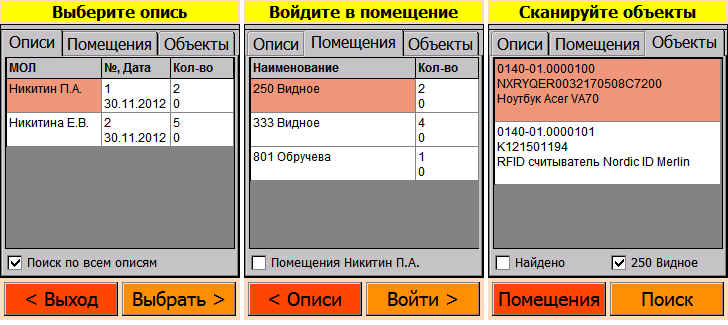 Выберите опись
Описи Помещения Объекты
МОЛ №, Дата Кол-во
Никитин П.А. 1 2
30.11.2012 0
Никитина Е.В. 2 5
30.11.2012 0
Поиск по всем описям
< Выход Выбрать >
Войдите в помещение
Описи Помещения Объекты
Наименование Кол-во
250 Видное 2
0
333 Видное 4
0
801 Обручева 1
0
Помещения Никитин П.А.
< Описи Войти >
Сканируйте объекты
Описи Помещения Объекты
0140-01.0000100
NXRYQER0032170508C7200
Ноутбук Acer VA70
0140-01.0000101
K121501194
RFID считыватель Nordic ID Merlin
Найдено 250 Видное
Помещения Поиск